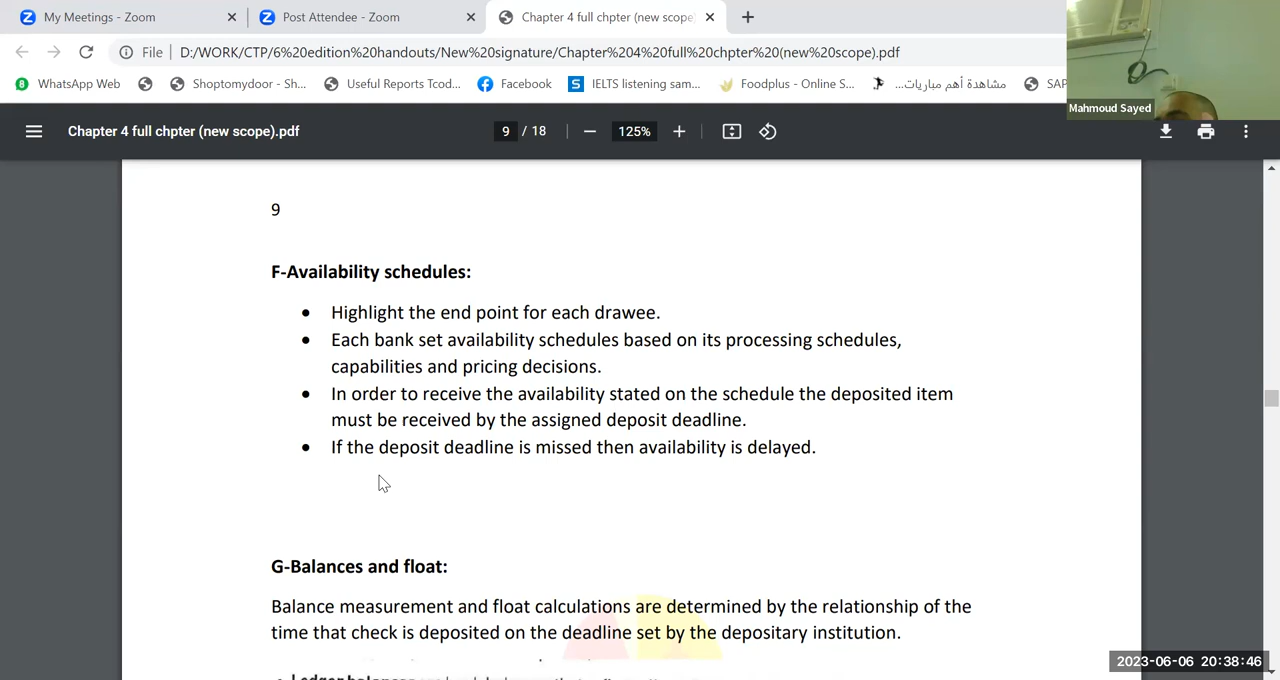 My Meetings - Zoom
Post Attendee - Zoom
Chapter 4 full chpter (new scope)
File
D:/WORK/CTP/6%20edition%20handouts/New%20signature/Chapter%204%20full%20chpter%20(new%20scope).pdf
WhatsApp Web
Shoptomydoor - Sh...
Useful Reports Tcod...
Facebook
IELTS listening sam...
Foodplus - Online S...
مشاهدة أهم مباريات...
SAP
Mahmoud Sayed
Chapter 4 full chpter (new scope).pdf
9 / 18
125%
9
F-Availability schedules:
• Highlight the end point for each drawee.
• Each bank set availability schedules based on its processing schedules,
capabilities and pricing decisions.
• In order to receive the availability stated on the schedule the deposited item
must be received by the assigned deposit deadline.
• If the deposit deadline is missed then availability is delayed.
G-Balances and float:
Balance measurement and float calculations are determined by the relationship of the
time that check is deposited on the deadline set by the depositary institution.
2023-06-06 20:38:46